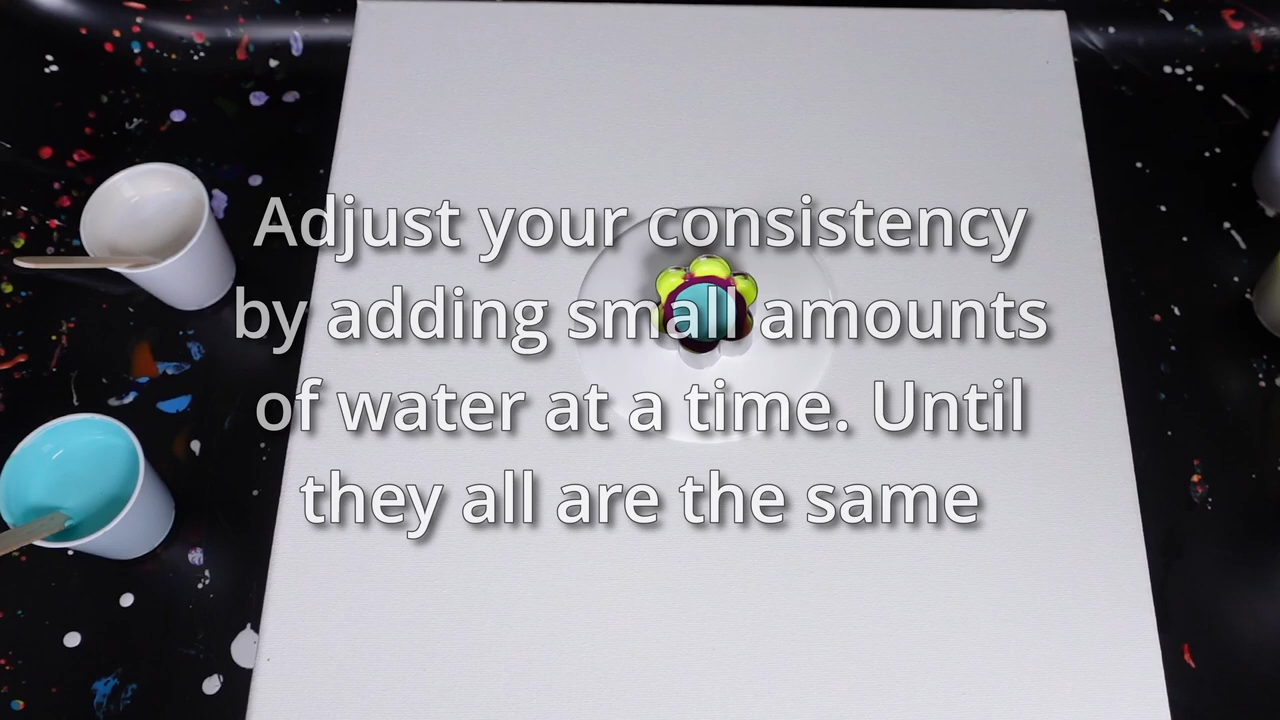 Adjust your consistency
by adding small amounts
of water at a time. Until
they all are the same